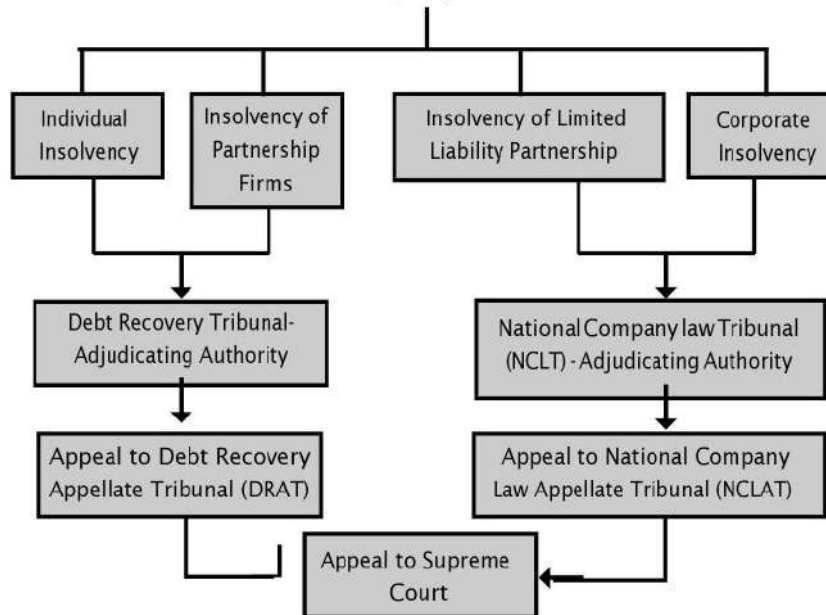 Individual
Insolvency
Insolvency of
Partnership
Firms
Insolvency of Limited
Liability Partnership
Corporate
Insolvency
Debt Recovery Tribunal-
Adjudicating Authority
National Company law Tribunal
(NCLT) - Adjudicating Authority
Appeal to Debt Recovery
Appellate Tribunal (DRAT)
Appeal to National Company
Law Appellate Tribunal (NCLAT)
Appeal to Supreme
Court